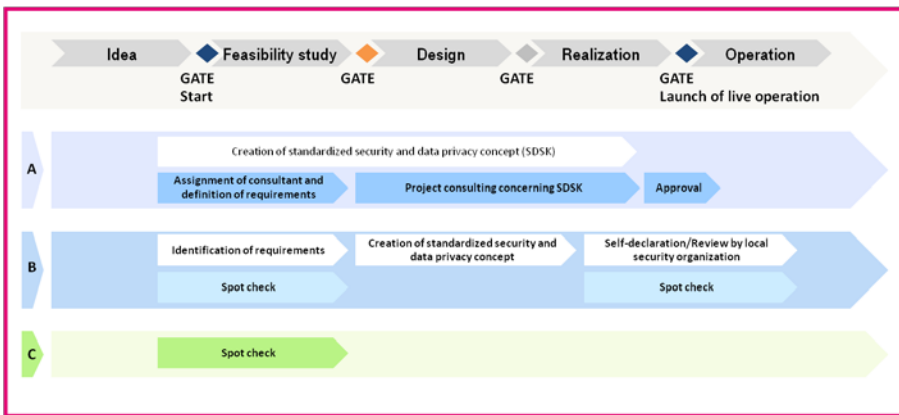 Idea
Feasibility study
Design
Realization
Operation
GATE
Start
GATE
GATE
GATE
Launch of live operation
A
Creation of standardized security and data privacy concept (SDSK)
Assignment of consultant and
definition of requirements
Project consulting concerning SDSK
Approval
B
Identification of requirements
Creation of standardized security and
data privacy concept
Self-declaration/Review by local
security organization
Spot check
Spot check
C
Spot check